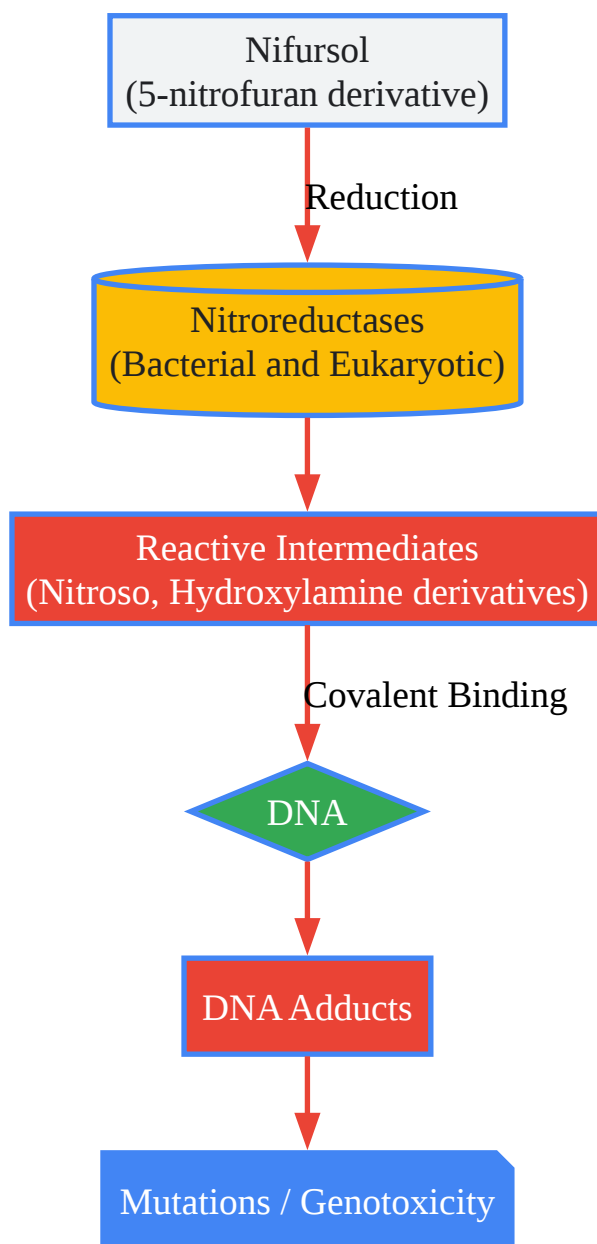 Nifursol
(5-nitrofuran derivative)
Reduction
Nitroreductases
(Bacterial and Eukaryotic)
Reactive Intermediates
(Nitroso, Hydroxylamine derivatives)
Covalent Binding
DNA
DNA Adducts
Mutations / Genotoxicity